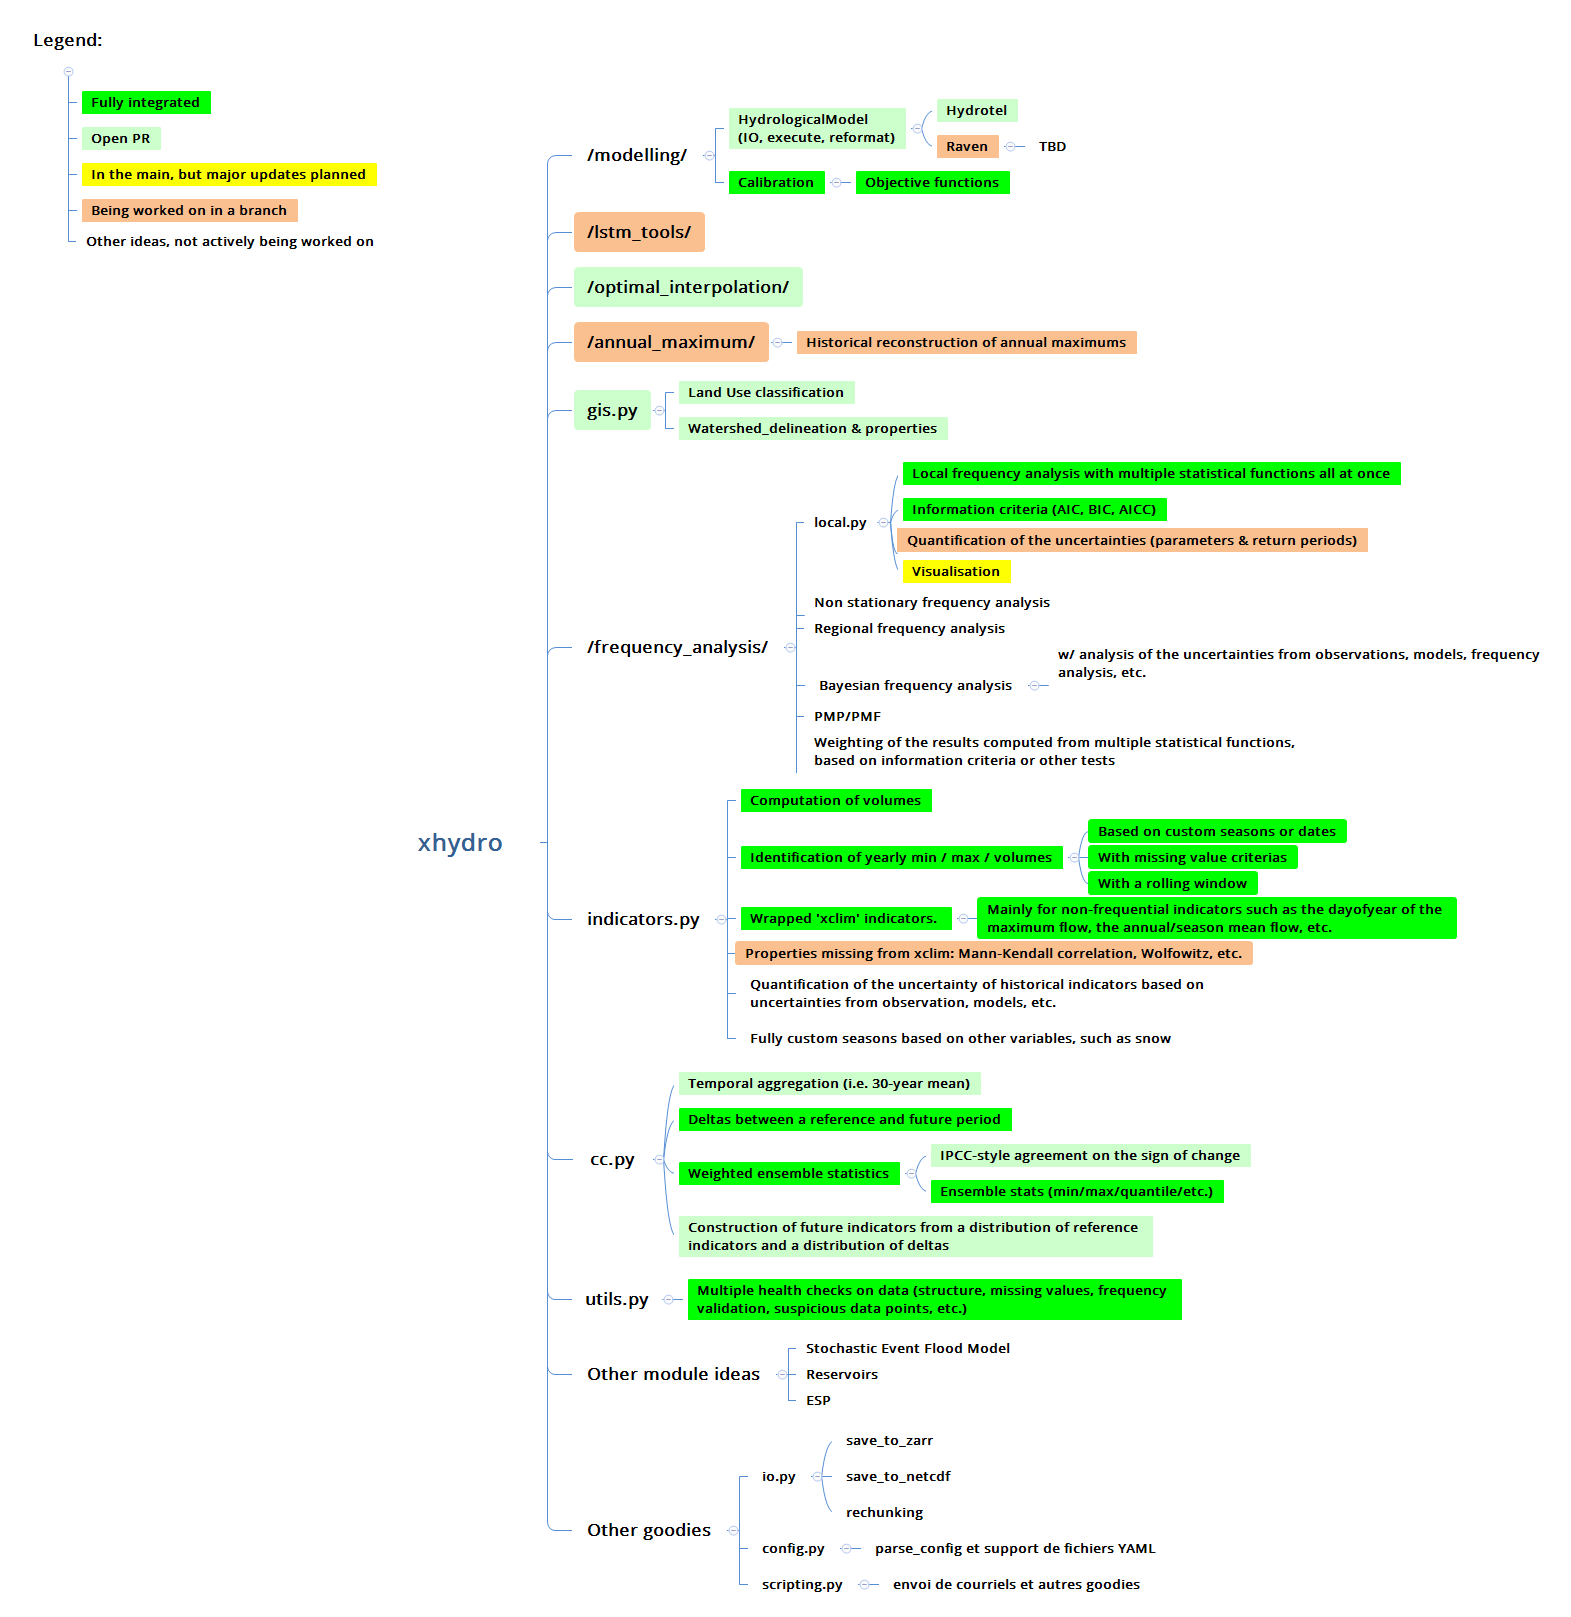 Legend:
Fully integrated
Open PR
In the main, but major updates planned
Being worked on in a branch
Other ideas, not actively being worked on
xhydro
/modelling/
HydrologicalModel
(IO, execute, reformat)
Hydrotel
Raven
TBD
Calibration
Objective functions
/lstm_tools/
/optimal_interpolation/
/annual_maximum/
Historical reconstruction of annual maximums
gis.py
Land Use classification
Watershed_delineation & properties
/frequency_analysis/
local.py
Local frequency analysis with multiple statistical functions all at once
Information criteria (AIC, BIC, AICC)
Quantification of the uncertainties (parameters & return periods)
Visualisation
Non stationary frequency analysis
Regional frequency analysis
Bayesian frequency analysis
w/ analysis of the uncertainties from observations, models, frequency
analysis, etc.
PMP/PMF
Weighting of the results computed from multiple statistical functions,
based on information criteria or other tests
indicators.py
Computation of volumes
Identification of yearly min / max / volumes
Based on custom seasons or dates
With missing value criterias
With a rolling window
Wrapped 'xclim' indicators.
Mainly for non-frequential indicators such as the dayofyear of the
maximum flow, the annual/season mean flow, etc.
Properties missing from xclim: Mann-Kendall correlation, Wolfowitz, etc.
Quantification of the uncertainty of historical indicators based on
uncertainties from observation, models, etc.
Fully custom seasons based on other variables, such as snow
cc.py
Temporal aggregation (i.e. 30-year mean)
Deltas between a reference and future period
Weighted ensemble statistics
IPCC-style agreement on the sign of change
Ensemble stats (min/max/quantile/etc.)
Construction of future indicators from a distribution of reference
indicators and a distribution of deltas
utils.py
Multiple health checks on data (structure, missing values, frequency
validation, suspicious data points, etc.)
Other module ideas
Stochastic Event Flood Model
Reservoirs
ESP
Other goodies
io.py
save_to_zarr
save_to_netcdf
rechunking
config.py
parse_config et support de fichiers YAML
scripting.py
envoi de courriels et autres goodies